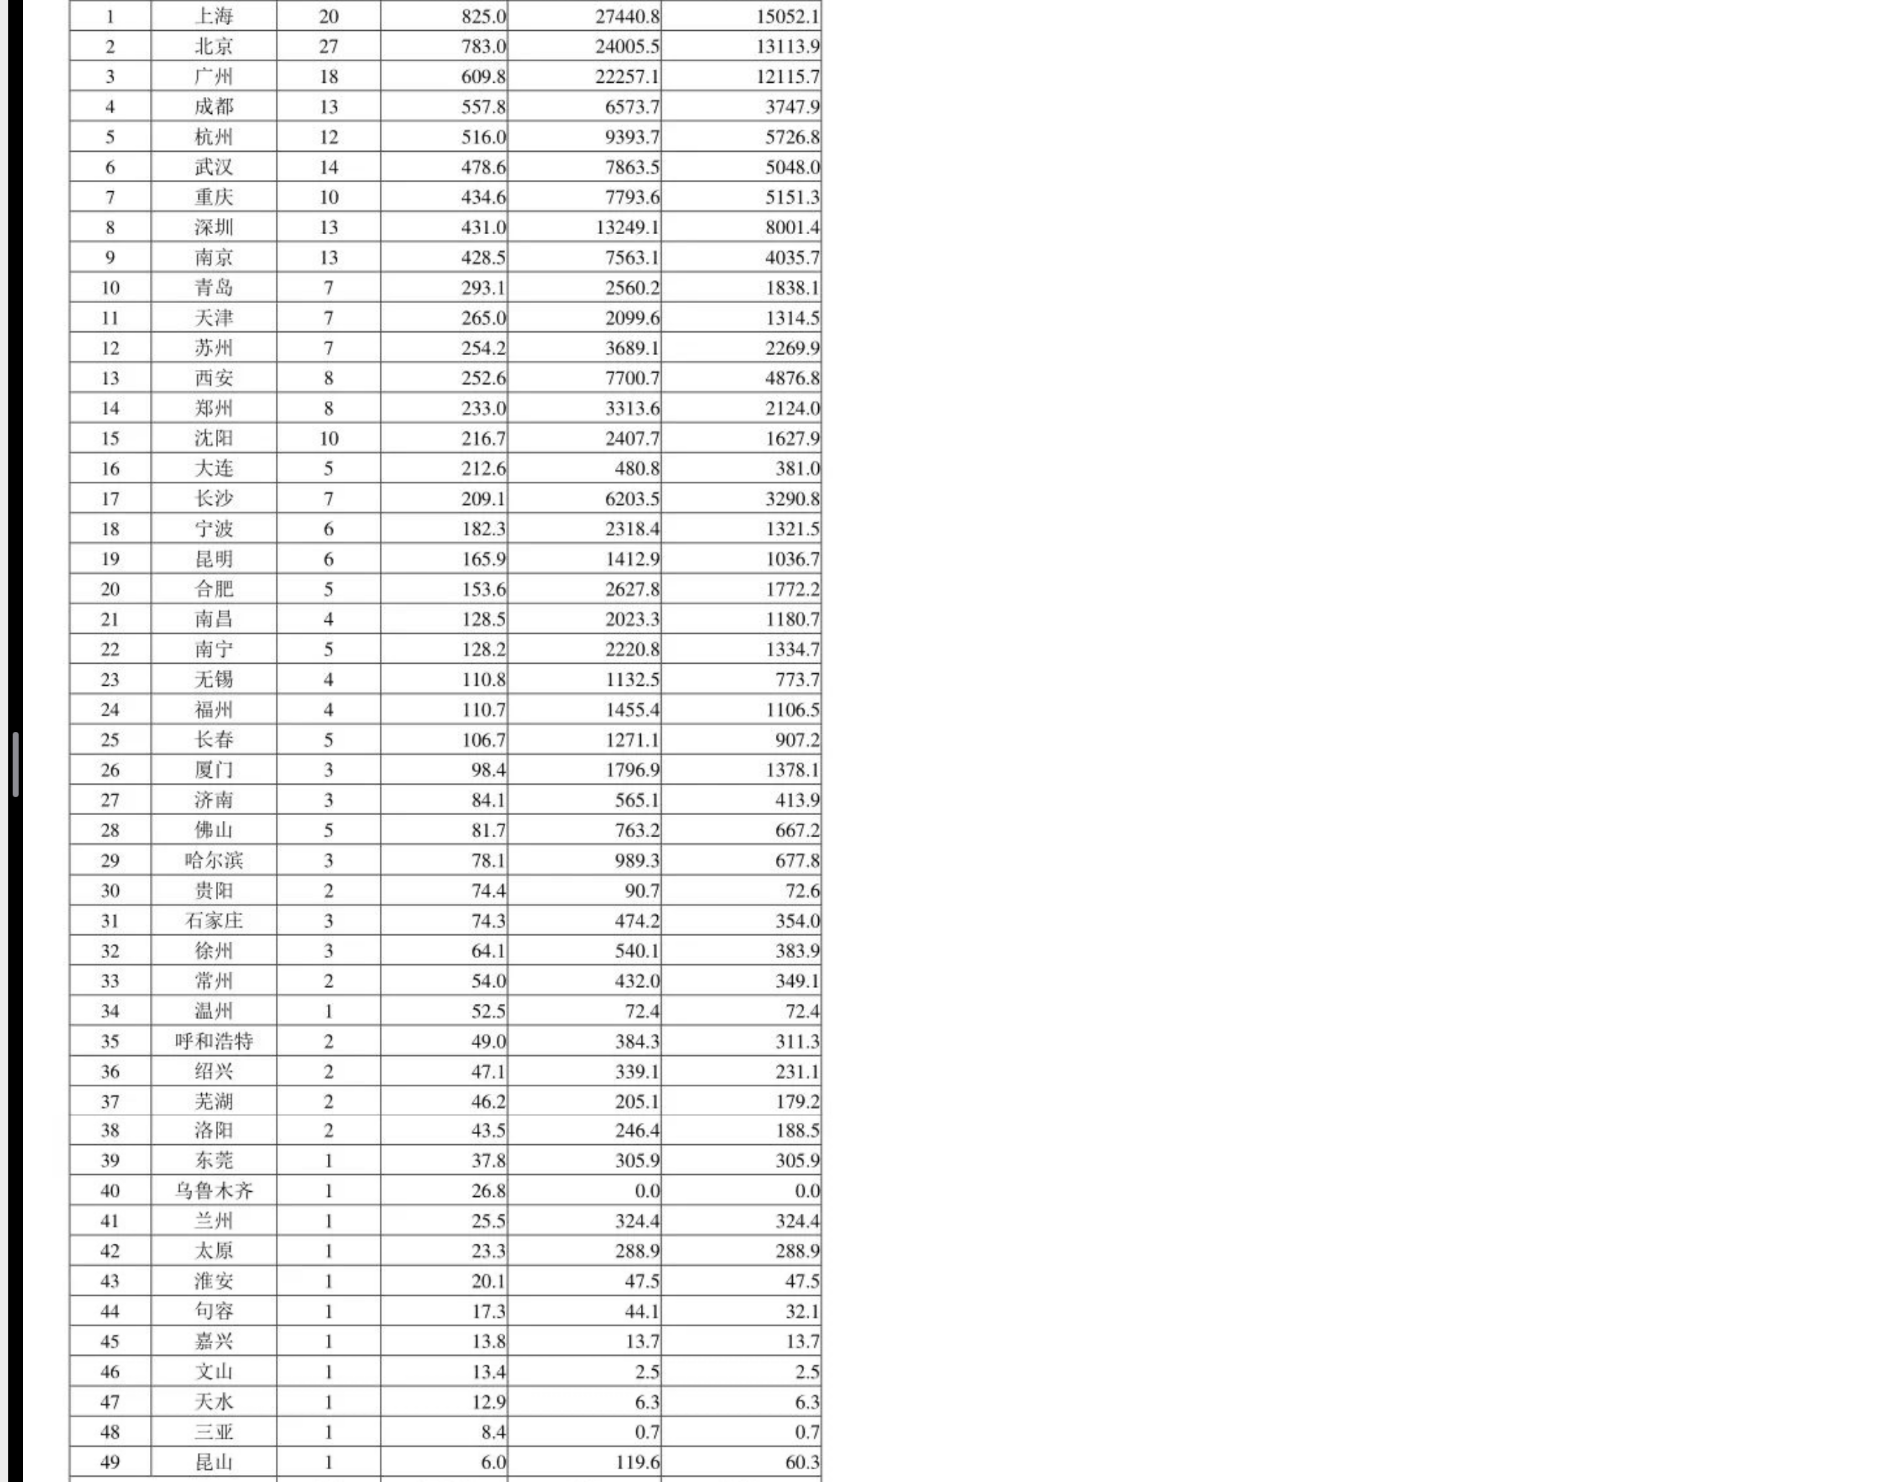 1 上海 20 825.0 27440.8 15052.1
2 北京 27 783.0 24005.5 13113.9
3 广州 18 609.8 22257.1 12115.7
4 成都 13 557.8 6573.7 3747.9
5 杭州 12 516.0 9393.7 5726.8
6 武汉 14 478.6 7863.5 5048.0
7 重庆 10 434.6 7793.6 5151.3
8 深圳 13 431.0 13249.1 8001.4
9 南京 13 428.5 7563.1 4035.7
10 青岛 7 293.1 2560.2 1838.1
11 天津 7 265.0 2099.6 1314.5
12 苏州 7 254.2 3689.1 2269.9
13 西安 8 252.6 7700.7 4876.8
14 郑州 8 233.0 3313.6 2124.0
15 沈阳 10 216.7 2407.7 1627.9
16 大连 5 212.6 480.8 381.0
17 长沙 7 209.1 6203.5 3290.8
18 宁波 6 182.3 2318.4 1321.5
19 昆明 6 165.9 1412.9 1036.7
20 合肥 5 153.6 2627.8 1772.2
21 南昌 4 128.5 2023.3 1180.7
22 南宁 5 128.2 2220.8 1334.7
23 无锡 4 110.8 1132.5 773.7
24 福州 4 110.7 1455.4 1106.5
25 长春 5 106.7 1271.1 907.2
26 厦门 3 98.4 1796.9 1378.1
27 济南 3 84.1 565.1 413.9
28 佛山 5 81.7 763.2 667.2
29 哈尔滨 3 78.1 989.3 677.8
30 贵阳 2 74.4 90.7 72.6
31 石家庄 3 74.3 474.2 354.0
32 徐州 3 64.1 540.1 383.9
33 常州 2 54.0 432.0 349.1
34 温州 1 52.5 72.4 72.4
35 呼和浩特 2 49.0 384.3 311.3
36 绍兴 2 47.1 339.1 231.1
37 芜湖 2 46.2 205.1 179.2
38 洛阳 2 43.5 246.4 188.5
39 东莞 1 37.8 305.9 305.9
40 乌鲁木齐 1 26.8 0.0 0.0
41 兰州 1 25.5 324.4 324.4
42 太原 1 23.3 288.9 288.9
43 淮安 1 20.1 47.5 47.5
44 句容 1 17.3 44.1 32.1
45 嘉兴 1 13.8 13.7 13.7
46 文山 1 13.4 2.5 2.5
47 天水 1 12.9 6.3 6.3
48 三亚 1 8.4 0.7 0.7
49 昆山 1 6.0 119.6 60.3